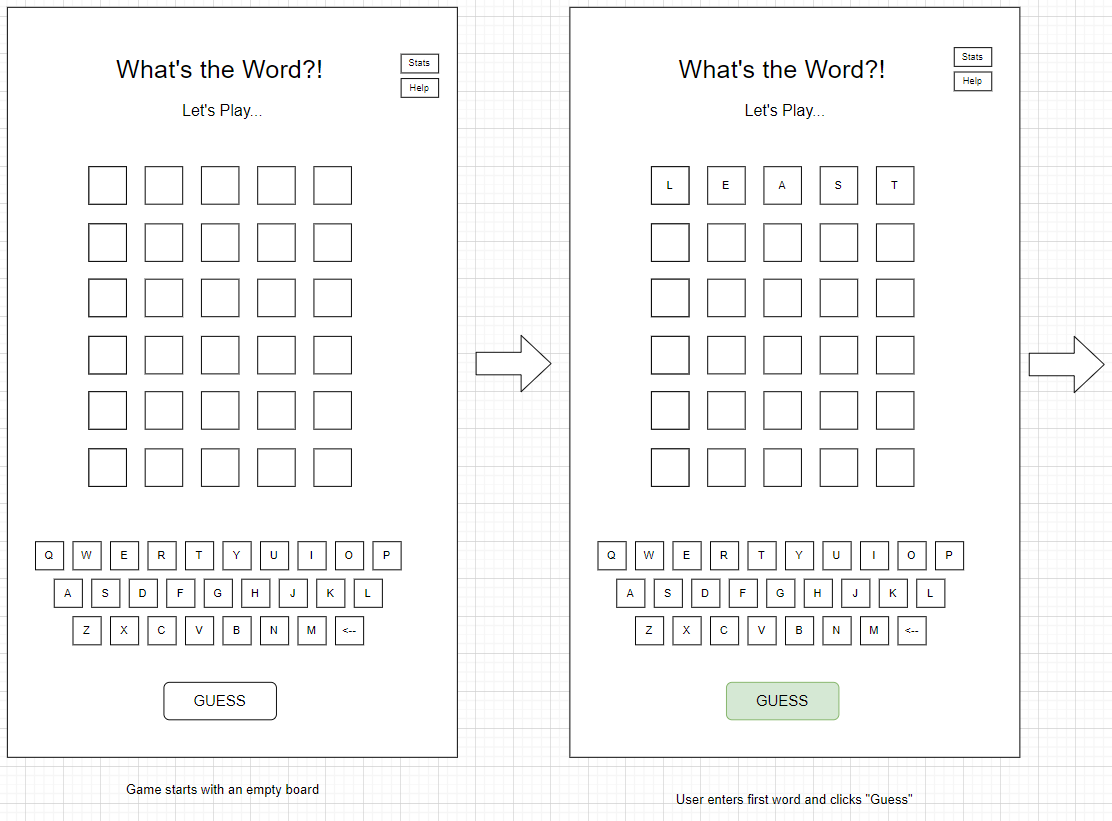 What's the Word?!
Stats
Help
Let's Play...
Q W E R T Y U I O P
A S D F G H J K L
Z X C V B N M <--
GUESS
Game starts with an empty board
What's the Word?!
Stats
Help
Let's Play...
L E A S T
Q W E R T Y U I O P
A S D F G H J K L
Z X C V B N M <--
GUESS
User enters first word and clicks "Guess"